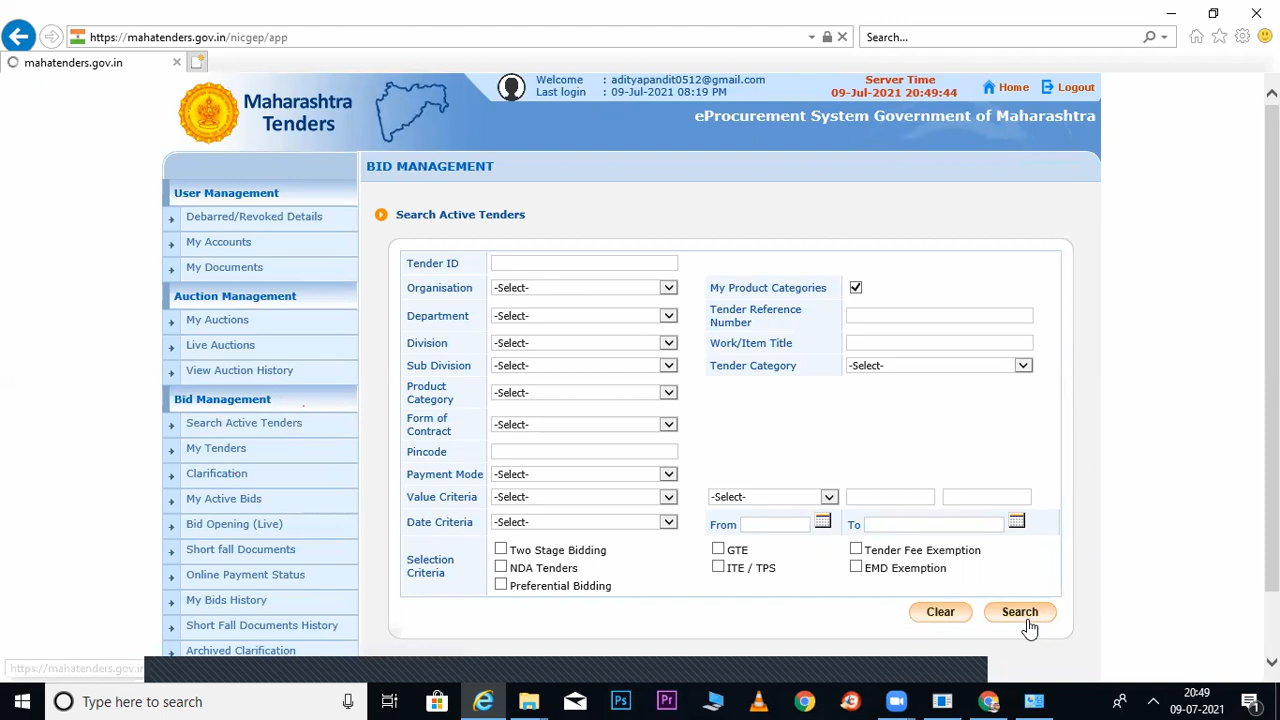 https://mahatenders.gov.in/nicgep/app
Search...
mahatenders.gov.in
Maharashtra
Tenders
Welcome : adityapandit0512@gmail.com
Last login : 09-Jul-2021 08:19 PM
Server Time
09-Jul-2021 20:49:44
Home
Logout
eProcurement System Government of Maharashtra
User Management
Debarred/Revoked Details
My Accounts
My Documents
Auction Management
My Auctions
Live Auctions
View Auction History
Bid Management
Search Active Tenders
My Tenders
Clarification
My Active Bids
Bid Opening (Live)
Short fall Documents
Online Payment Status
My Bids History
Short Fall Documents History
Archived Clarification
BID MANAGEMENT
Search Active Tenders
Tender ID
Organisation -Select- My Product Categories
Department -Select- Tender Reference
Number
Division -Select- Work/Item Title
Sub Division -Select- Tender Category -Select-
Product
Category -Select-
Form of
Contract -Select-
Pincode
Payment Mode -Select-
Value Criteria -Select- -Select-
Date Criteria -Select- From To
Selection
Criteria
Two Stage Bidding GTE Tender Fee Exemption
NDA Tenders ITE / TPS EMD Exemption
Preferential Bidding
Clear Search
https://mahatenders.gov.in
Type here to search
Ps
Pr
20:49
09-07-2021
1